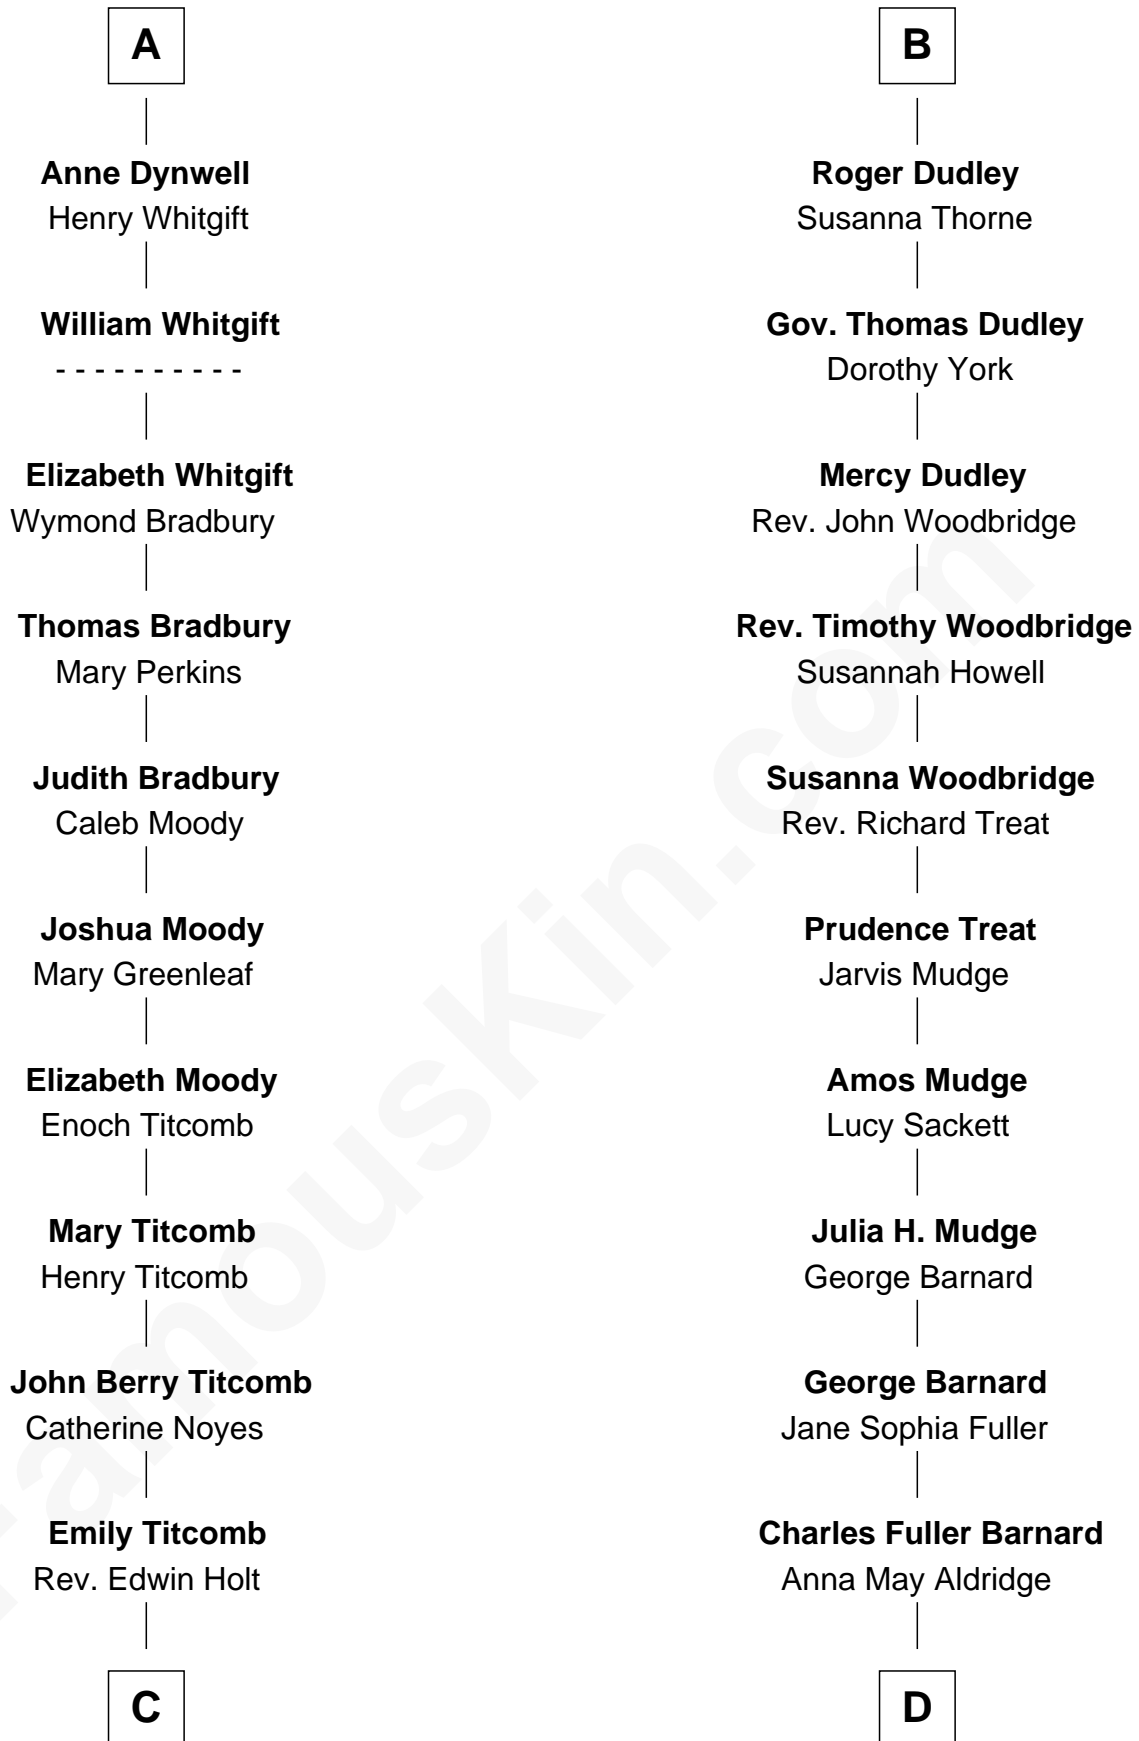 A
Anne Dynwell
Henry Whitgift
William Whitgift
- - - - - - - - - -
Elizabeth Whitgift
Wymond Bradbury
Thomas Bradbury
Mary Perkins
Judith Bradbury
Caleb Moody
Joshua Moody
Mary Greenleaf
Elizabeth Moody
Enoch Titcomb
Mary Titcomb
Henry Titcomb
John Berry Titcomb
Catherine Noyes
Emily Titcomb
Rev. Edwin Holt
C
B
Roger Dudley
Susanna Thorne
Gov. Thomas Dudley
Dorothy York
Mercy Dudley
Rev. John Woodbridge
Rev. Timothy Woodbridge
Susannah Howell
Susanna Woodbridge
Rev. Richard Treat
Prudence Treat
Jarvis Mudge
Amos Mudge
Lucy Sackett
Julia H. Mudge
George Barnard
George Barnard
Jane Sophia Fuller
Charles Fuller Barnard
Anna May Aldridge
D
FamousKin.com